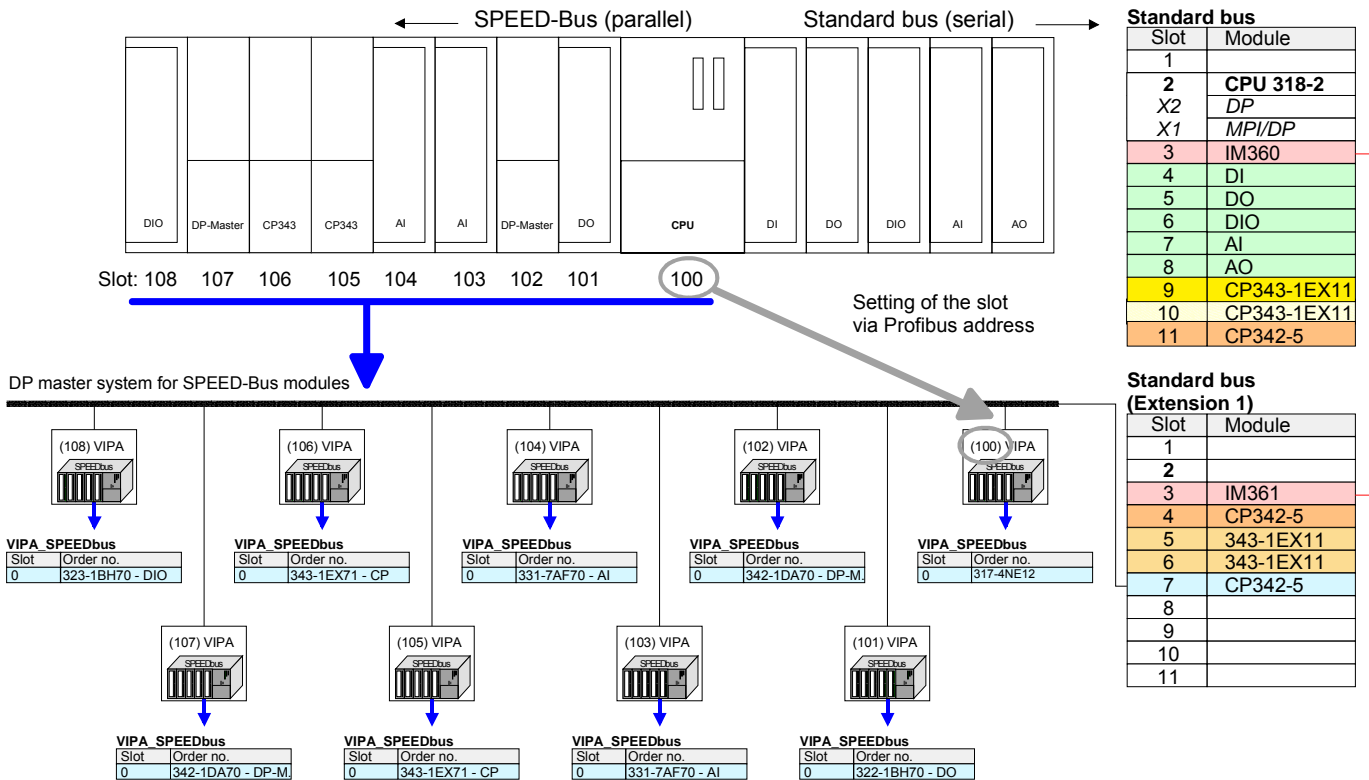 SPEED-Bus (parallel)
Standard bus (serial)
DIO
DP-Master
CP343
CP343
AI
AI
DP-Master
DO
CPU
DI
DO
DIO
AI
AO
Slot: 108 107 106 105 104 103 102 101 100
Setting of the slot
via Profibus address
DP master system for SPEED-Bus modules
(108) VIPA
SPEEDbus
VIPA_SPEEDbus
Slot Order no.
0 323-1BH70 - DIO
(106) VIPA
SPEEDbus
VIPA_SPEEDbus
Slot Order no.
0 343-1EX71 - CP
(104) VIPA
SPEEDbus
VIPA_SPEEDbus
Slot Order no.
0 331-7AF70 - AI
(102) VIPA
SPEEDbus
VIPA_SPEEDbus
Slot Order no.
0 342-1DA70 - DP-M.
(100) VIPA
SPEEDbus
VIPA_SPEEDbus
Slot Order no.
0 317-4NE12
(107) VIPA
SPEEDbus
VIPA_SPEEDbus
Slot Order no.
0 342-1DA70 - DP-M.
(105) VIPA
SPEEDbus
VIPA_SPEEDbus
Slot Order no.
0 343-1EX71 - CP
(103) VIPA
SPEEDbus
VIPA_SPEEDbus
Slot Order no.
0 331-7AF70 - AI
(101) VIPA
SPEEDbus
VIPA_SPEEDbus
Slot Order no.
0 322-1BH70 - DO
Standard bus
Slot Module
1
2 CPU 318-2
X2 DP
X1 MPI/DP
3 IM360
4 DI
5 DO
6 DIO
7 AI
8 AO
9 CP343-1EX11
10 CP343-1EX11
11 CP342-5
Standard bus
(Extension 1)
Slot Module
1
2
3 IM361
4 CP342-5
5 343-1EX11
6 343-1EX11
7 CP342-5
8
9
10
11